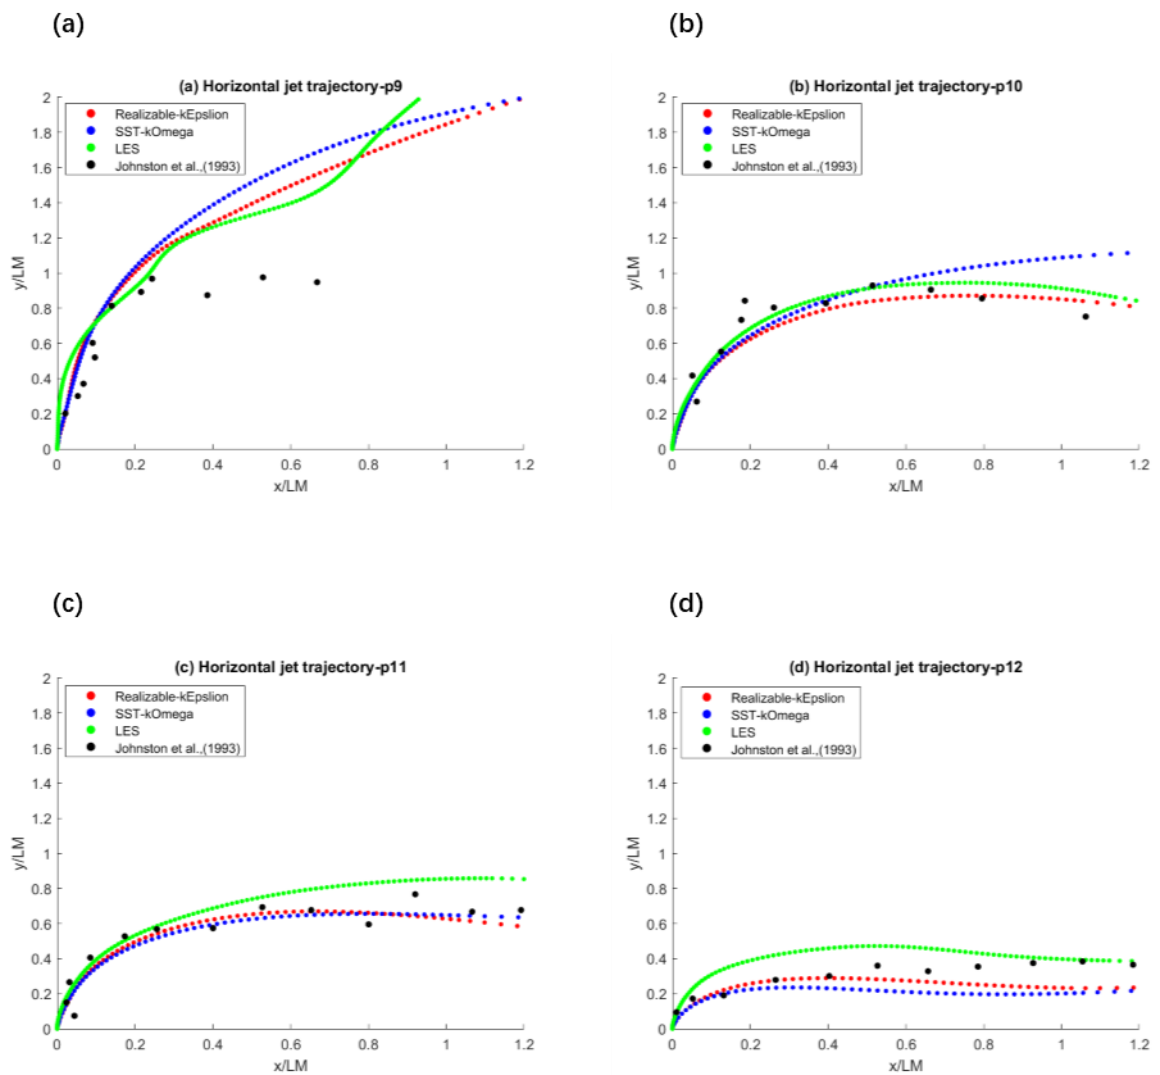 (a)
(b)
(a) Horizontal jet trajectory-p9
Realizable-kEpslion
SST-kOmega
LES
Johnston et al.,(1993)
y/LM
2
1.8
1.6
1.4
1.2
1
0.8
0.6
0.4
0.2
0
0 0.2 0.4 0.6 0.8 1 1.2
x/LM
(b) Horizontal jet trajectory-p10
Realizable-kEpslion
SST-kOmega
LES
Johnston et al.,(1993)
y/LM
2
1.8
1.6
1.4
1.2
1
0.8
0.6
0.4
0.2
0
0 0.2 0.4 0.6 0.8 1 1.2
x/LM
(c)
(d)
(c) Horizontal jet trajectory-p11
Realizable-kEpslion
SST-kOmega
LES
Johnston et al.,(1993)
y/LM
2
1.8
1.6
1.4
1.2
1
0.8
0.6
0.4
0.2
0
0 0.2 0.4 0.6 0.8 1 1.2
x/LM
(d) Horizontal jet trajectory-p12
Realizable-kEpslion
SST-kOmega
LES
Johnston et al.,(1993)
y/LM
2
1.8
1.6
1.4
1.2
1
0.8
0.6
0.4
0.2
0
0 0.2 0.4 0.6 0.8 1 1.2
x/LM